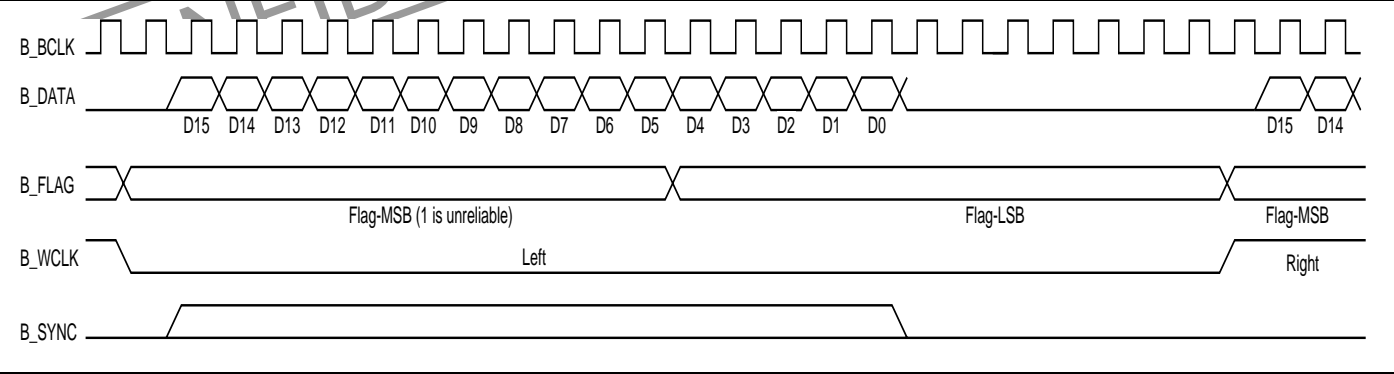 B_BCLK
B_DATA
D15 D14 D13 D12 D11 D10 D9 D8 D7 D6 D5 D4 D3 D2 D1 D0 D15 D14
B_FLAG
Flag-MSB (1 is unreliable) Flag-LSB Flag-MSB
B_WCLK Left Right
B_SYNC